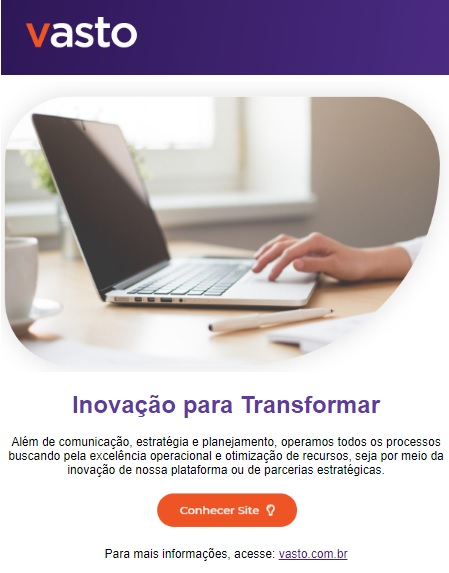 vasto
Inovação para Transformar
Além de comunicação, estratégia e planejamento, operamos todos os processos
buscando pela excelência operacional e otimização de recursos, seja por meio da
inovação de nossa plataforma ou de parcerias estratégicas.
Conhecer Site
Para mais informações, acesse: vasto.com.br